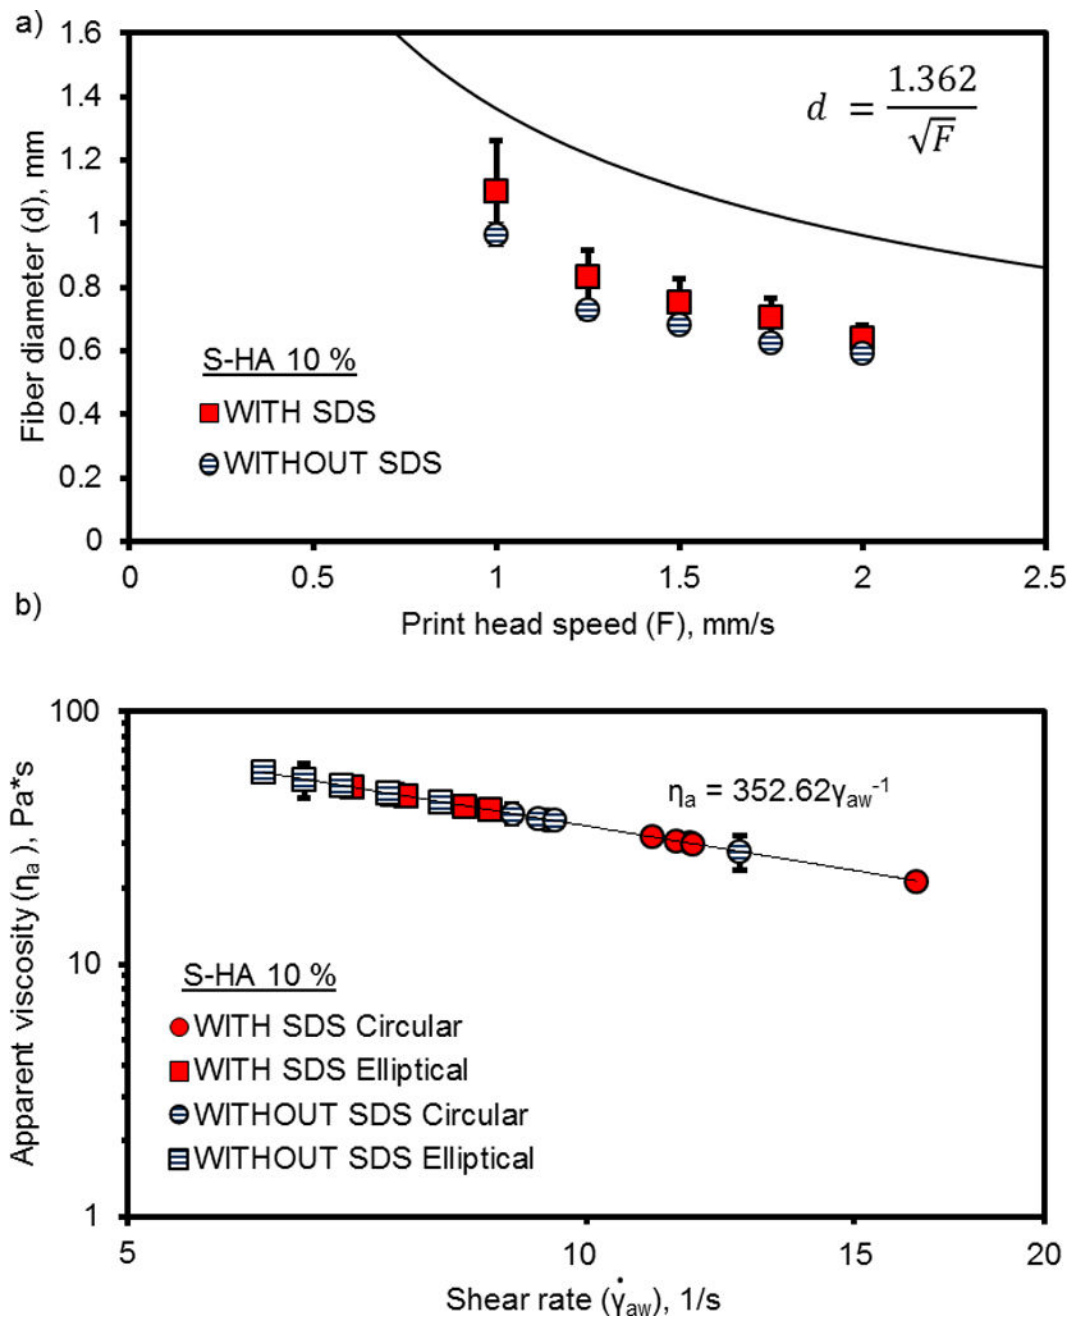 a)
1.6
1.4
1.2
1
0.8
0.6
0.4
0.2
0
Fiber diameter (d), mm
d = 1.362/√F
S-HA 10 %
WITH SDS
WITHOUT SDS
0 0.5 1 1.5 2 2.5
Print head speed (F), mm/s
b)
100
10
1
Apparent viscosity (ηₐ), Pa*s
ηₐ = 352.62γₐw⁻¹
S-HA 10 %
WITH SDS Circular
WITH SDS Elliptical
WITHOUT SDS Circular
WITHOUT SDS Elliptical
5 10 15 20
Shear rate (γ̇ₐw), 1/s